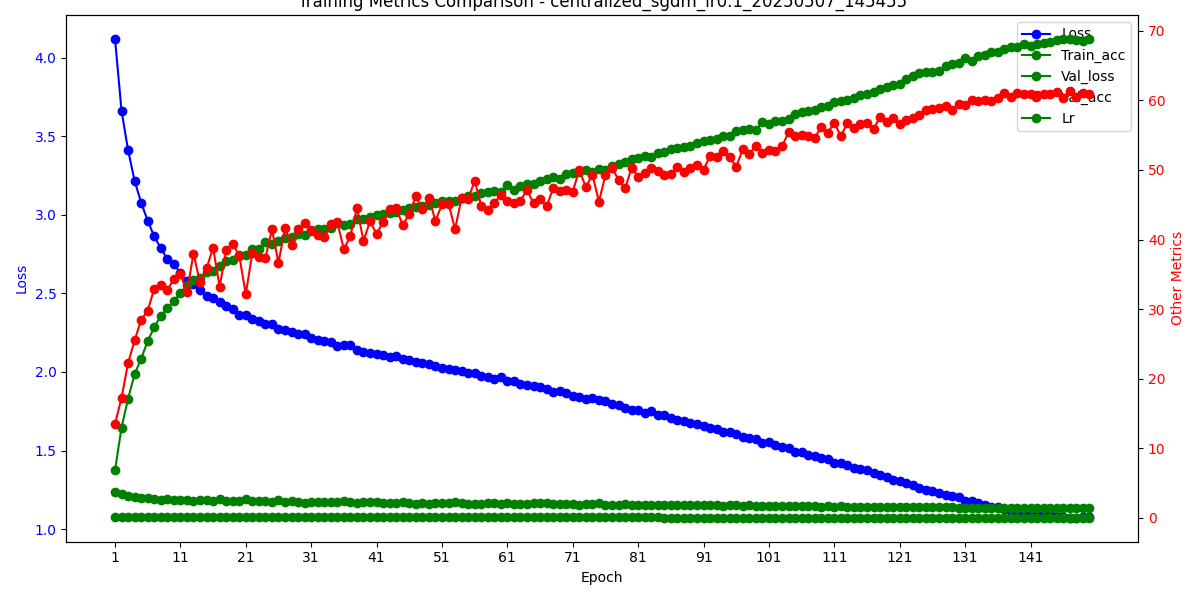 Training Metrics Comparison - centralized_sgdm_lr0.1_20250507_145455
4.0
3.5
3.0
2.5
2.0
1.5
1.0
Loss
70
60
50
40
30
20
10
0
Other Metrics
Loss
Train_acc
Val_loss
Val_acc
Lr
1 11 21 31 41 51 61 71 81 91 101 111 121 131 141
Epoch